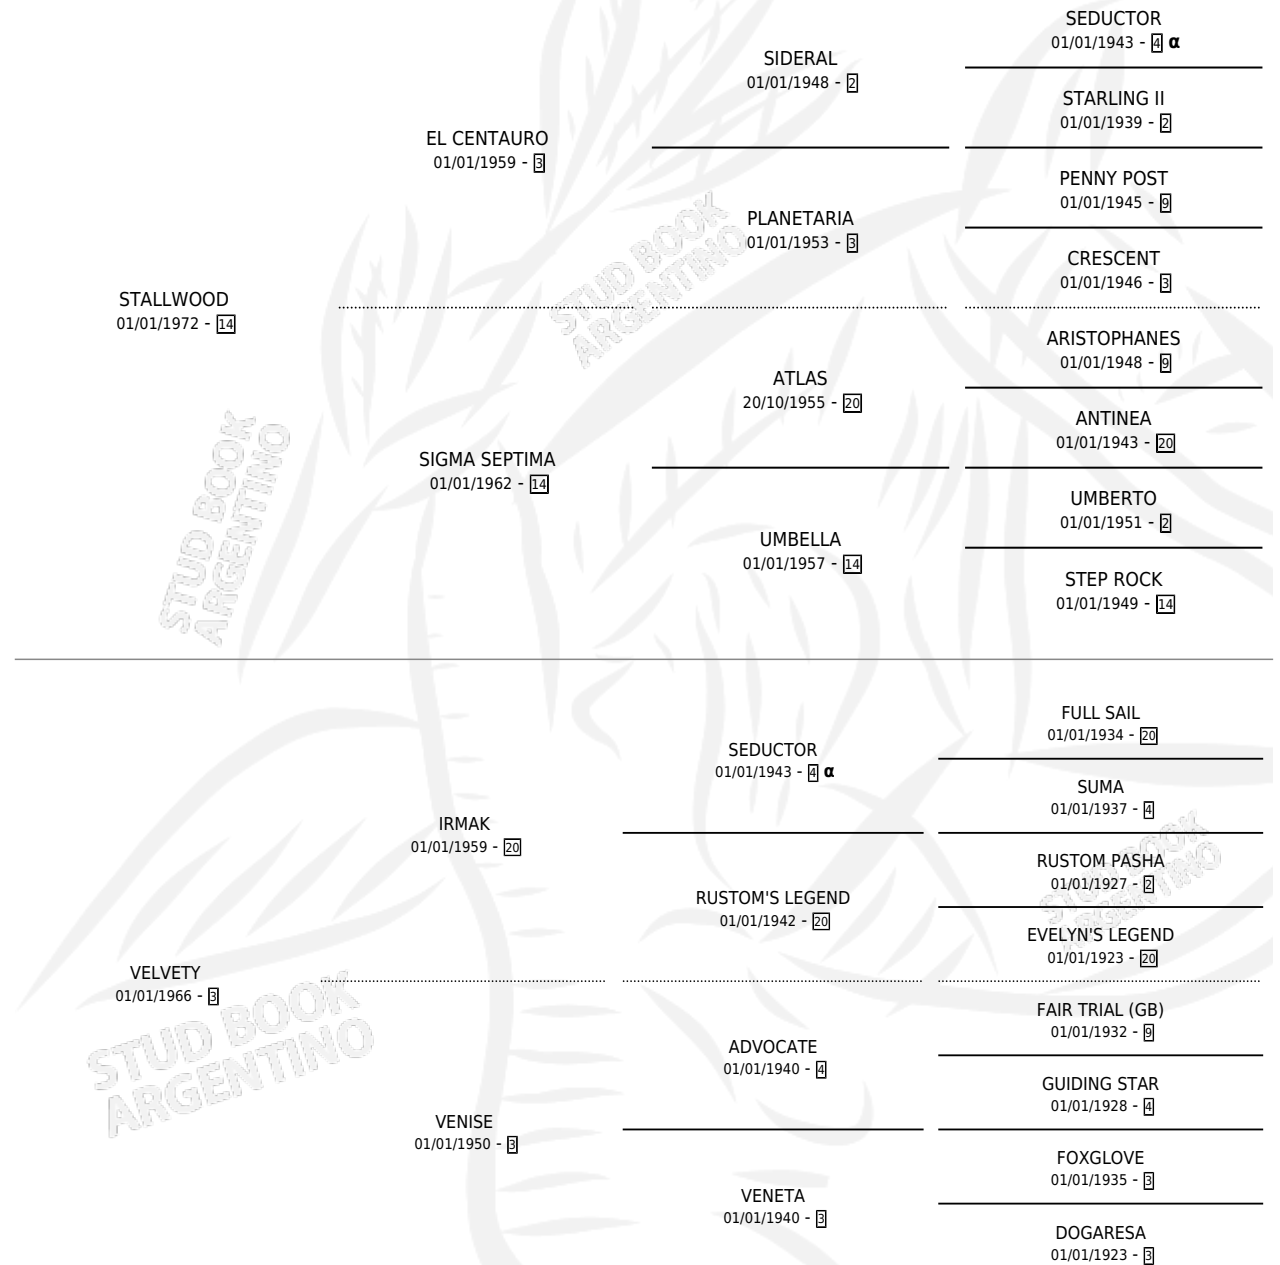 SEDUCTOR
01/01/1943 - 4 α
SIDERAL
01/01/1948 - 2
STARLING II
01/01/1939 - 2
EL CENTAURO
01/01/1959 - 3
PENNY POST
01/01/1945 - 9
PLANETARIA
01/01/1953 - 3
CRESCENT
01/01/1946 - 3
STALLWOOD
01/01/1972 - 14
ARISTOPHANES
01/01/1948 - 9
ATLAS
20/10/1955 - 20
ANTINEA
01/01/1943 - 20
SIGMA SEPTIMA
01/01/1962 - 14
UMBERTO
01/01/1951 - 2
UMBELLA
01/01/1957 - 14
STEP ROCK
01/01/1949 - 14
FULL SAIL
01/01/1934 - 20
SEDUCTOR
01/01/1943 - 4 α
SUMA
01/01/1937 - 4
IRMAK
01/01/1959 - 20
RUSTOM PASHA
01/01/1927 - 2
RUSTOM'S LEGEND
01/01/1942 - 20
EVELYN'S LEGEND
01/01/1923 - 20
VELVETY
01/01/1966 - 3
FAIR TRIAL (GB)
01/01/1932 - 9
ADVOCATE
01/01/1940 - 4
GUIDING STAR
01/01/1928 - 4
VENISE
01/01/1950 - 3
FOXGLOVE
01/01/1935 - 3
VENETA
01/01/1940 - 3
DOGARESA
01/01/1923 - 3
STUD BOOK
ARGENTINO
STUD BOOK
ARGENTINO
STUD BOOK
ARGENTINO
STUD BOOK
ARGENTINO